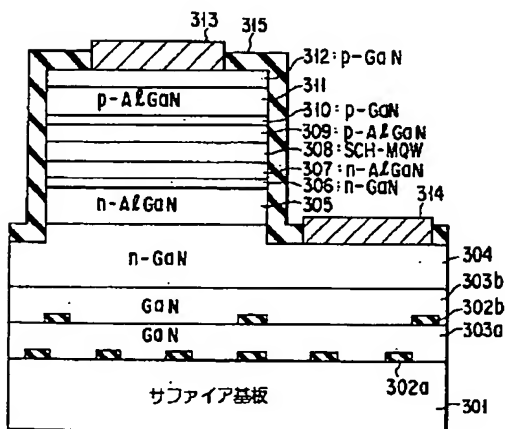 313
315
312:p-GaN
311
p-AlGaN
310:p-GaN
309:p-AlGaN
308:SCH-MQW
307:n-AlGaN
306:n-GaN
314
n-AlGaN
305
n-GaN
304
303b
GaN
302b
GaN
303a
302a
サファイア基板
301